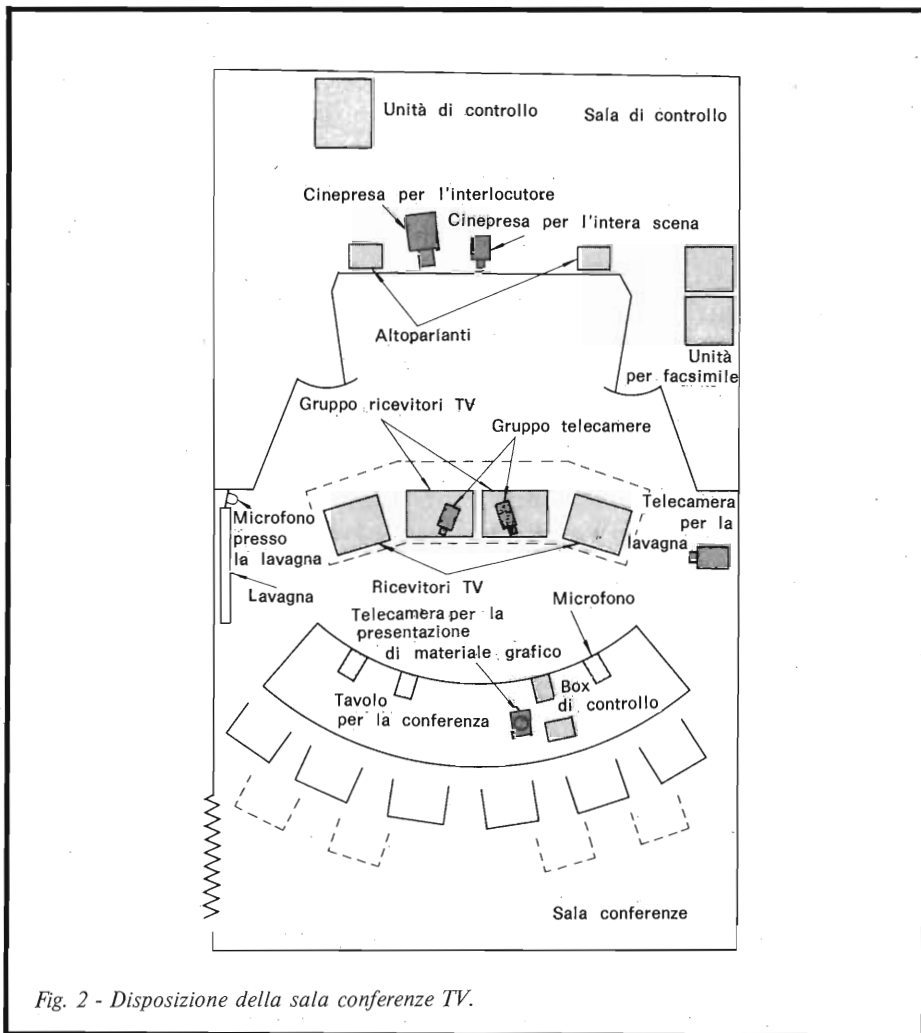 Unità di controllo
Sala di controllo
Cinepresa per l'interlocutore
Cinepresa per l'intera scena
Altoparlanti
Unità
per facsimile
Gruppo ricevitori TV
Gruppo telecamere
Telecamera
per la
lavagna
Microfono
presso
la lavagna
Lavagna
Ricevitori TV
Microfono
Telecamera per la
presentazione
di materiale grafico
Box
di controllo
Tavolo
per la conferenza
Sala conferenze
Fig. 2 - Disposizione della sala conferenze TV.